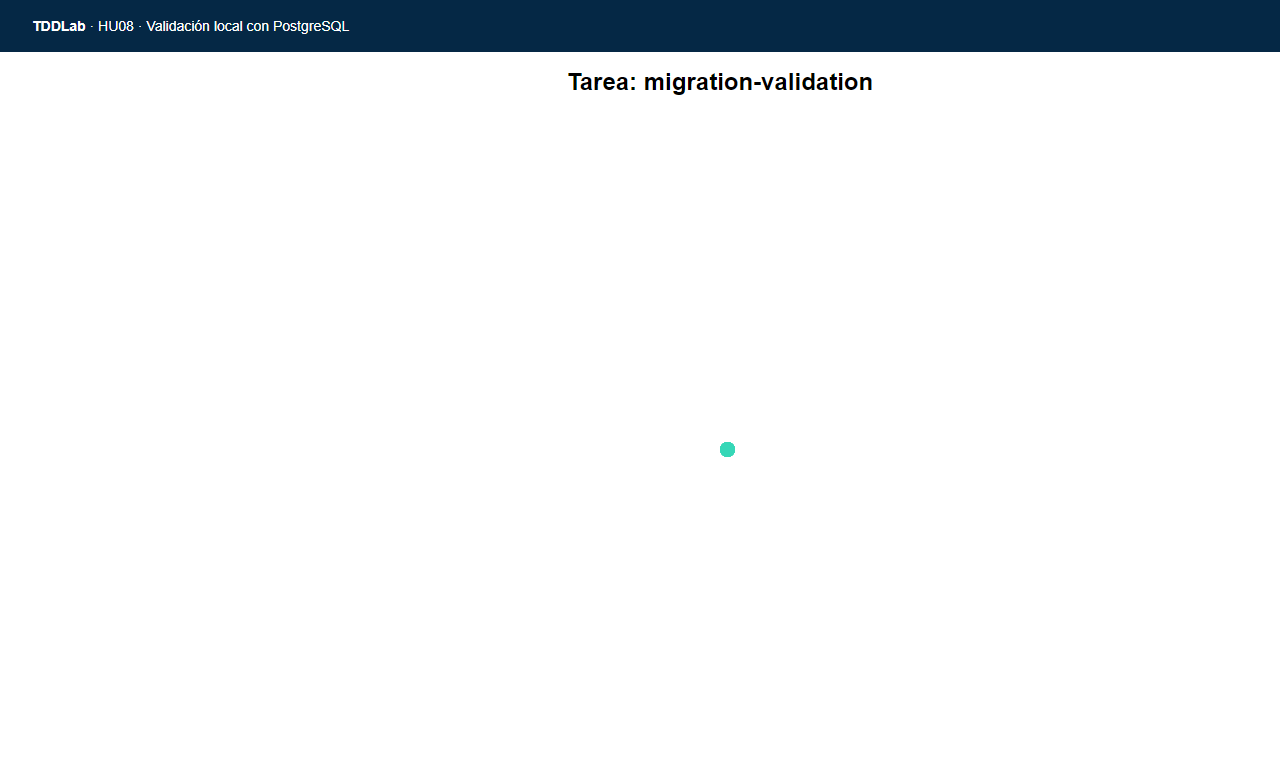 TDDLab · HU08 · Validación local con PostgreSQL
Tarea: migration-validation